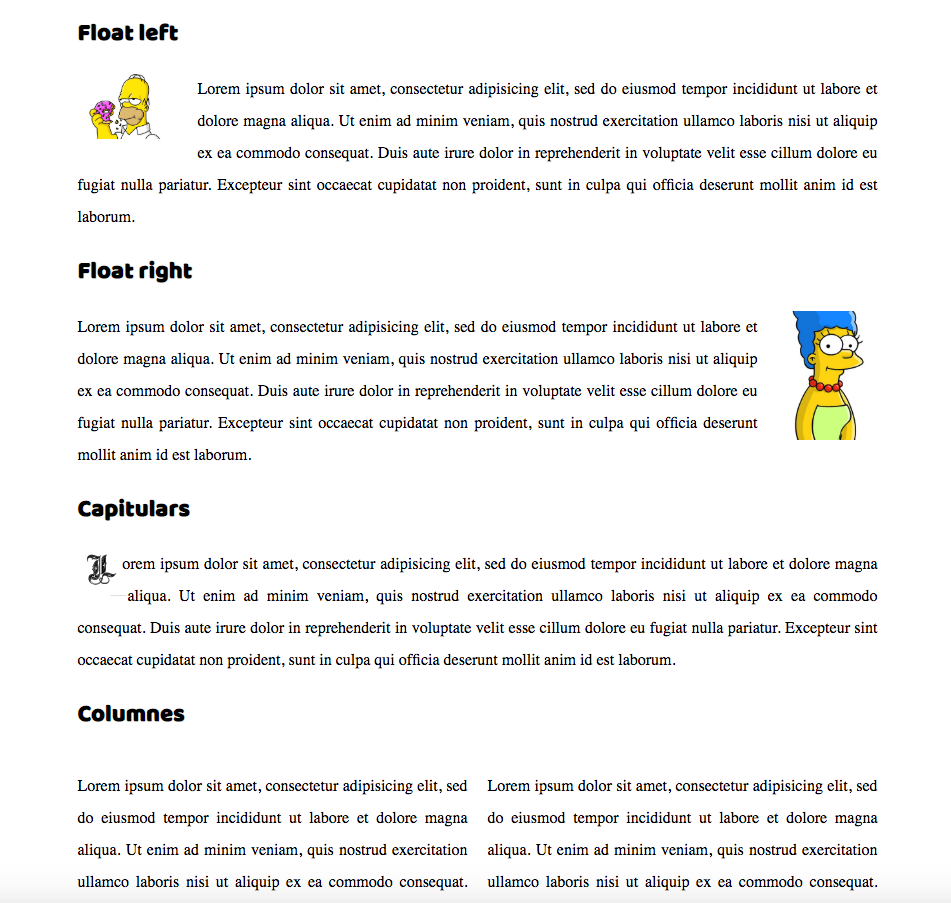 Float left
Lorem ipsum dolor sit amet, consectetur adipisicing elit, sed do eiusmod tempor incididunt ut labore et
dolore magna aliqua. Ut enim ad minim veniam, quis nostrud exercitation ullamco laboris nisi ut aliquip
ex ea commodo consequat. Duis aute irure dolor in reprehenderit in voluptate velit esse cillum dolore eu
fugiat nulla pariatur. Excepteur sint occaecat cupidatat non proident, sunt in culpa qui officia deserunt mollit anim id est
laborum.
Float right
Lorem ipsum dolor sit amet, consectetur adipisicing elit, sed do eiusmod tempor incididunt ut labore et
dolore magna aliqua. Ut enim ad minim veniam, quis nostrud exercitation ullamco laboris nisi ut aliquip
ex ea commodo consequat. Duis aute irure dolor in reprehenderit in voluptate velit esse cillum dolore eu
fugiat nulla pariatur. Excepteur sint occaecat cupidatat non proident, sunt in culpa qui officia deserunt
mollit anim id est laborum.
Capitulars
Lorem ipsum dolor sit amet, consectetur adipisicing elit, sed do eiusmod tempor incididunt ut labore et dolore magna
aliqua. Ut enim ad minim veniam, quis nostrud exercitation ullamco laboris nisi ut aliquip ex ea commodo
consequat. Duis aute irure dolor in reprehenderit in voluptate velit esse cillum dolore eu fugiat nulla pariatur. Excepteur sint
occaecat cupidatat non proident, sunt in culpa qui officia deserunt mollit anim id est laborum.
Columnes
Lorem ipsum dolor sit amet, consectetur adipisicing elit, sed
do eiusmod tempor incididunt ut labore et dolore magna
aliqua. Ut enim ad minim veniam, quis nostrud exercitation
ullamco laboris nisi ut aliquip ex ea commodo consequat.
Lorem ipsum dolor sit amet, consectetur adipisicing elit, sed
do eiusmod tempor incididunt ut labore et dolore magna
aliqua. Ut enim ad minim veniam, quis nostrud exercitation
ullamco laboris nisi ut aliquip ex ea commodo consequat.